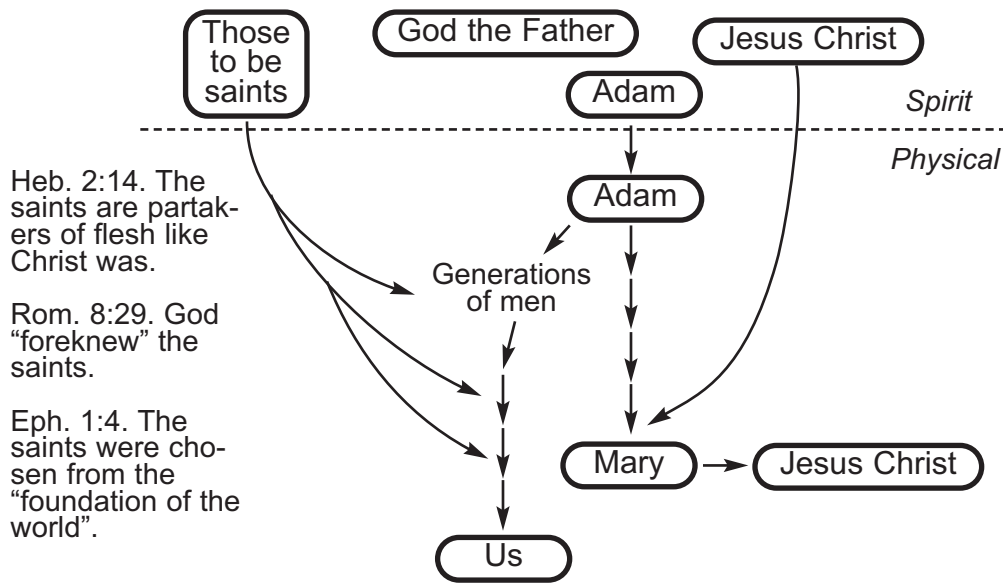 Those
to be
saints
God the Father
Jesus Christ
Adam
Spirit
Physical
Heb. 2:14. The
saints are partak-
ers of flesh like
Christ was.
Adam
Generations
of men
Rom. 8:29. God
“foreknew” the
saints.
Eph. 1:4. The
saints were cho-
sen from the
“foundation of the
world”.
Mary
Jesus Christ
Us